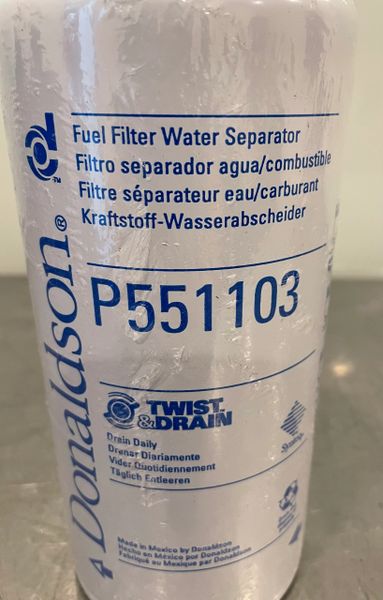 Fuel Filter Water Separator
Filtro separador agua/combustible
Filtre séparateur eau/carburant
Kraftstoff-Wasserabscheider
Donaldson®
P551103
TWIST
&DRAIN
Drain Daily
Drenar Diariamente
Vider Quotidiennement
Täglich Entleeren
Made in Mexico by Donaldson
Hecho en México por Donaldson
Fabriqué au Mexique par Donaldson